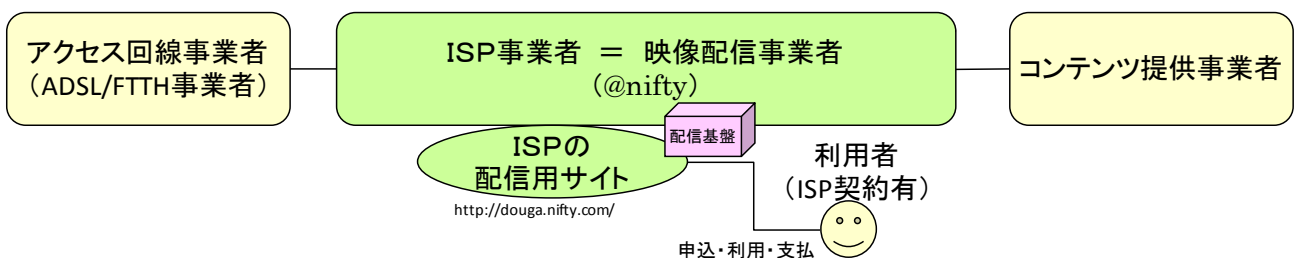 アクセス回線事業者
（ADSL/FTTH事業者）
ISP事業者 ＝ 映像配信事業者
（@nifty）
コンテンツ提供事業者
配信基盤
ISPの
配信用サイト
http://douga.nifty.com/
利用者
（ISP契約有）
申込・利用・支払